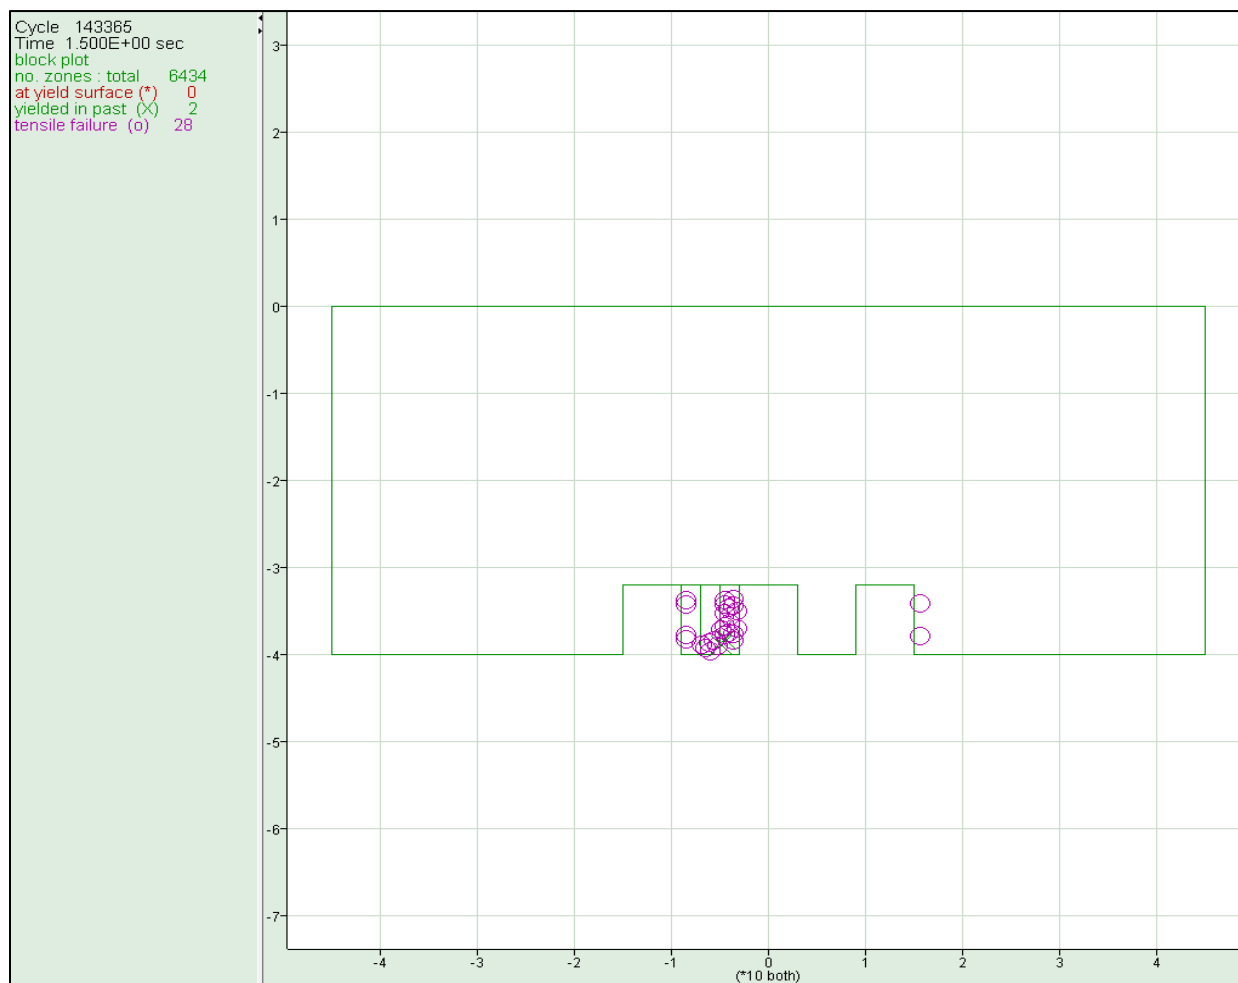 Cycle 143365
Time 1.500E+00 sec
block plot
no. zones : total 6434
at yield surface (*) 0
yielded in past (X) 2
tensile failure (o) 28
3
2
1
0
-1
-2
-3
-4
-5
-6
-7
-4 -3 -2 -1 0 1 2 3 4
(*10 both)